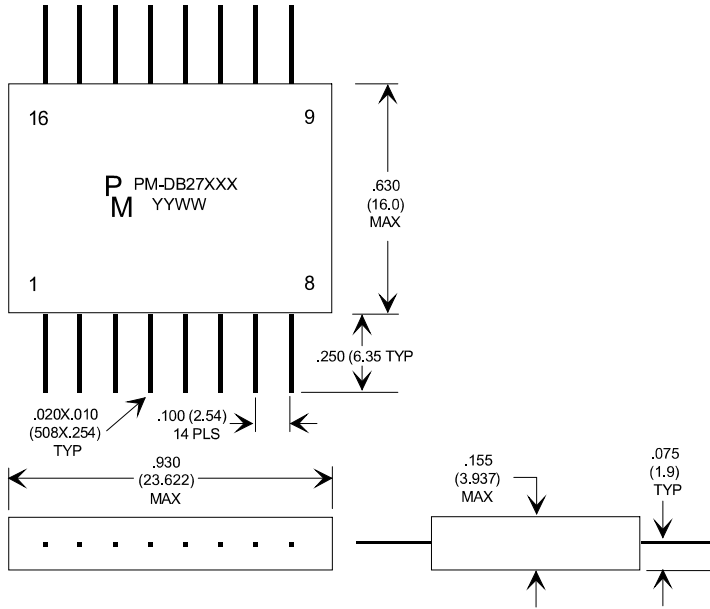 16
9
P PM-DB27XXX
M YYWW
.630
(16.0)
MAX
1
8
.250 (6.35 TYP
.020X.010
(508X.254)
TYP
.100 (2.54)
14 PLS
.930
(23.622)
MAX
.155
(3.937)
MAX
.075
(1.9)
TYP